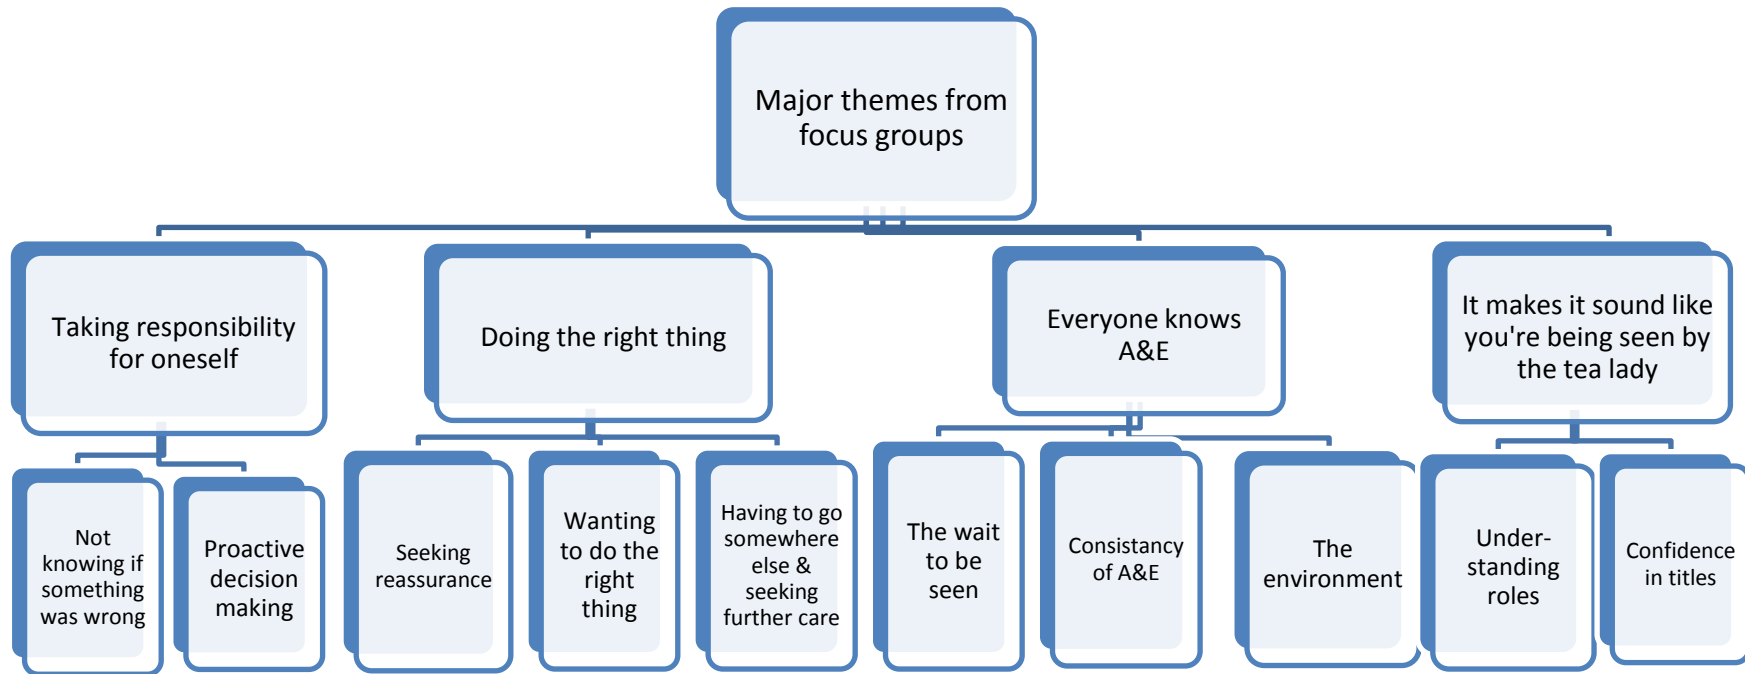 Major themes from
focus groups
Taking responsibility
for oneself
Doing the right thing
Everyone knows
A&E
It makes it sound like
you're being seen by
the tea lady
Not
knowing if
something
was wrong
Proactive
decision
making
Seeking
reassurance
Wanting
to do the
right
thing
Having to go
somewhere
else &
seeking
further care
The wait
to be
seen
Consistancy
of A&E
The
environment
Under-
standing
roles
Confidence
in titles